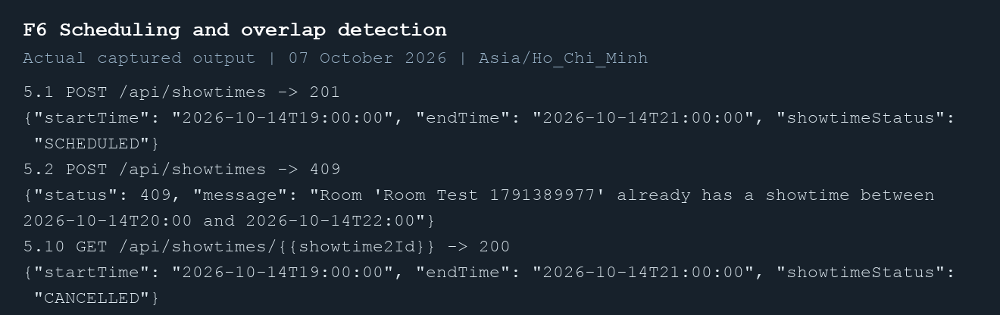 F6 Scheduling and overlap detection
Actual captured output | 07 October 2026 | Asia/Ho_Chi_Minh
5.1 POST /api/showtimes -> 201
{"startTime": "2026-10-14T19:00:00", "endTime": "2026-10-14T21:00:00", "showtimeStatus":
"SCHEDULED"}
5.2 POST /api/showtimes -> 409
{"status": 409, "message": "Room 'Room Test 1791389977' already has a showtime between
2026-10-14T20:00 and 2026-10-14T22:00"}
5.10 GET /api/showtimes/{{showtime2Id}} -> 200
{"startTime": "2026-10-14T19:00:00", "endTime": "2026-10-14T21:00:00", "showtimeStatus":
"CANCELLED"}